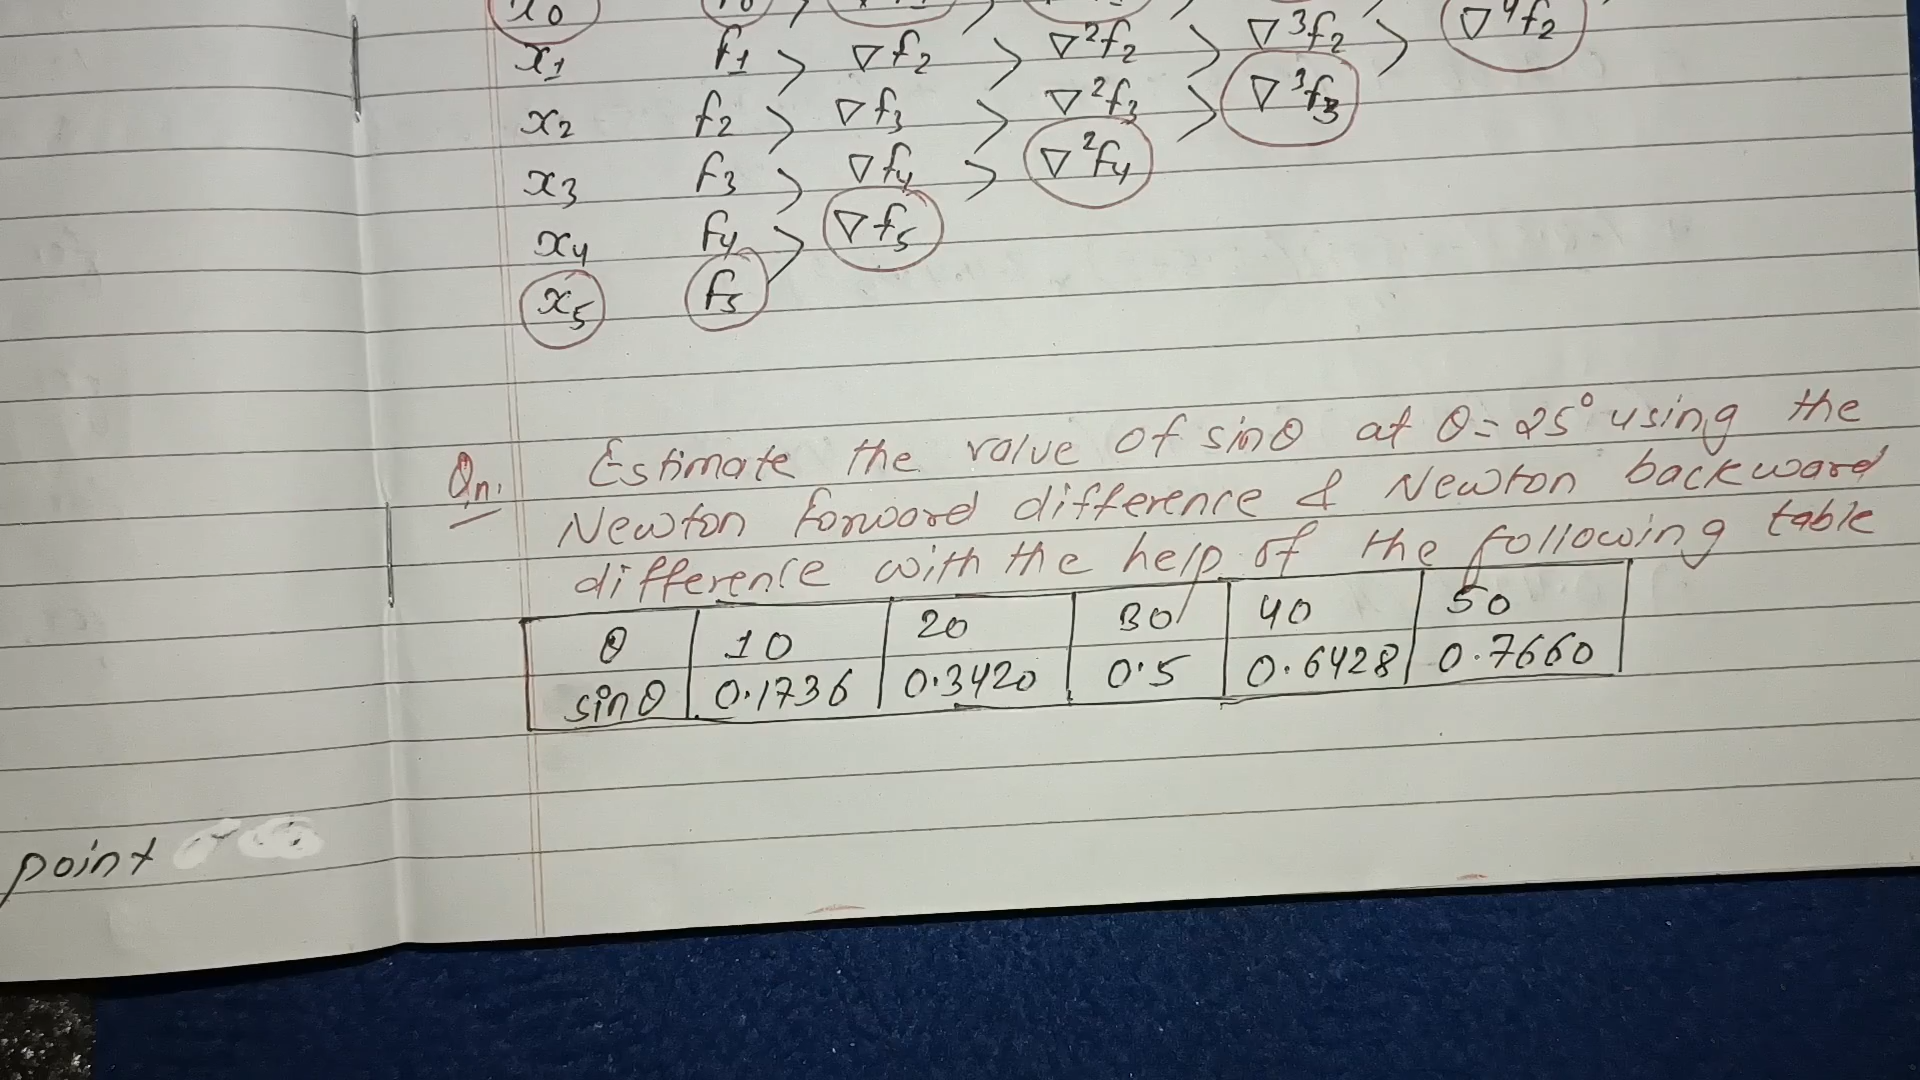 x0
x1 f1 > ∇f2 > ∇²f2 > ∇³f2 > ∇⁴f2
x2 f2 > ∇f3 > ∇²f3 > ∇³f3
x3 f3 > ∇f4 > ∇²f4
x4 f4 > ∇f5
x5 f5
Qn. Estimate the value of sinθ at θ=25° using the
Newton forword difference & Newton backword
difference with the help of the following table
θ 10 20 30 40 50
sinθ 0.1736 0.3420 0.5 0.6428 0.7660
point